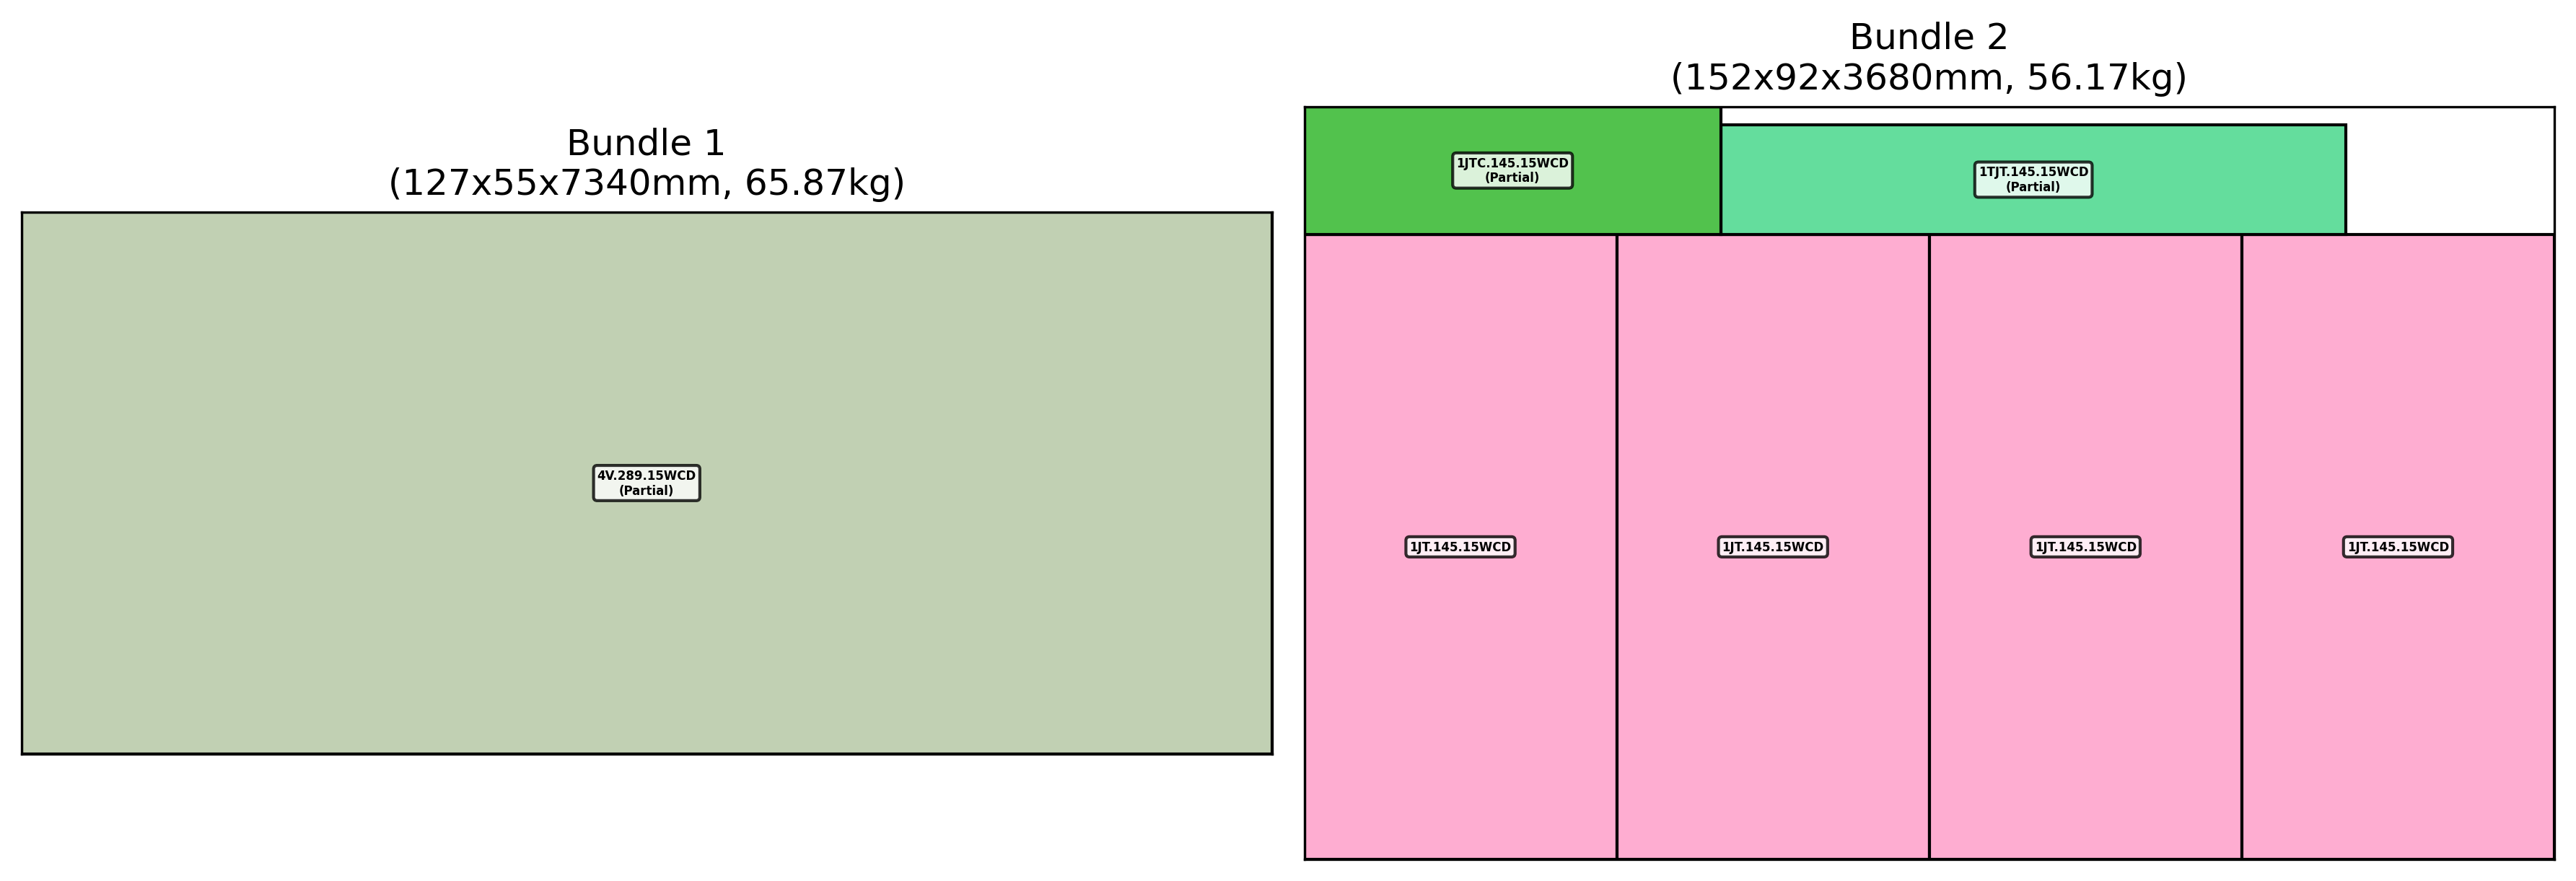 Bundle 1
(127x55x7340mm, 65.87kg)
4V.289.15WCD
(Partial)
Bundle 2
(152x92x3680mm, 56.17kg)
1JTC.145.15WCD
(Partial)
1TJT.145.15WCD
(Partial)
1JT.145.15WCD
1JT.145.15WCD
1JT.145.15WCD
1JT.145.15WCD